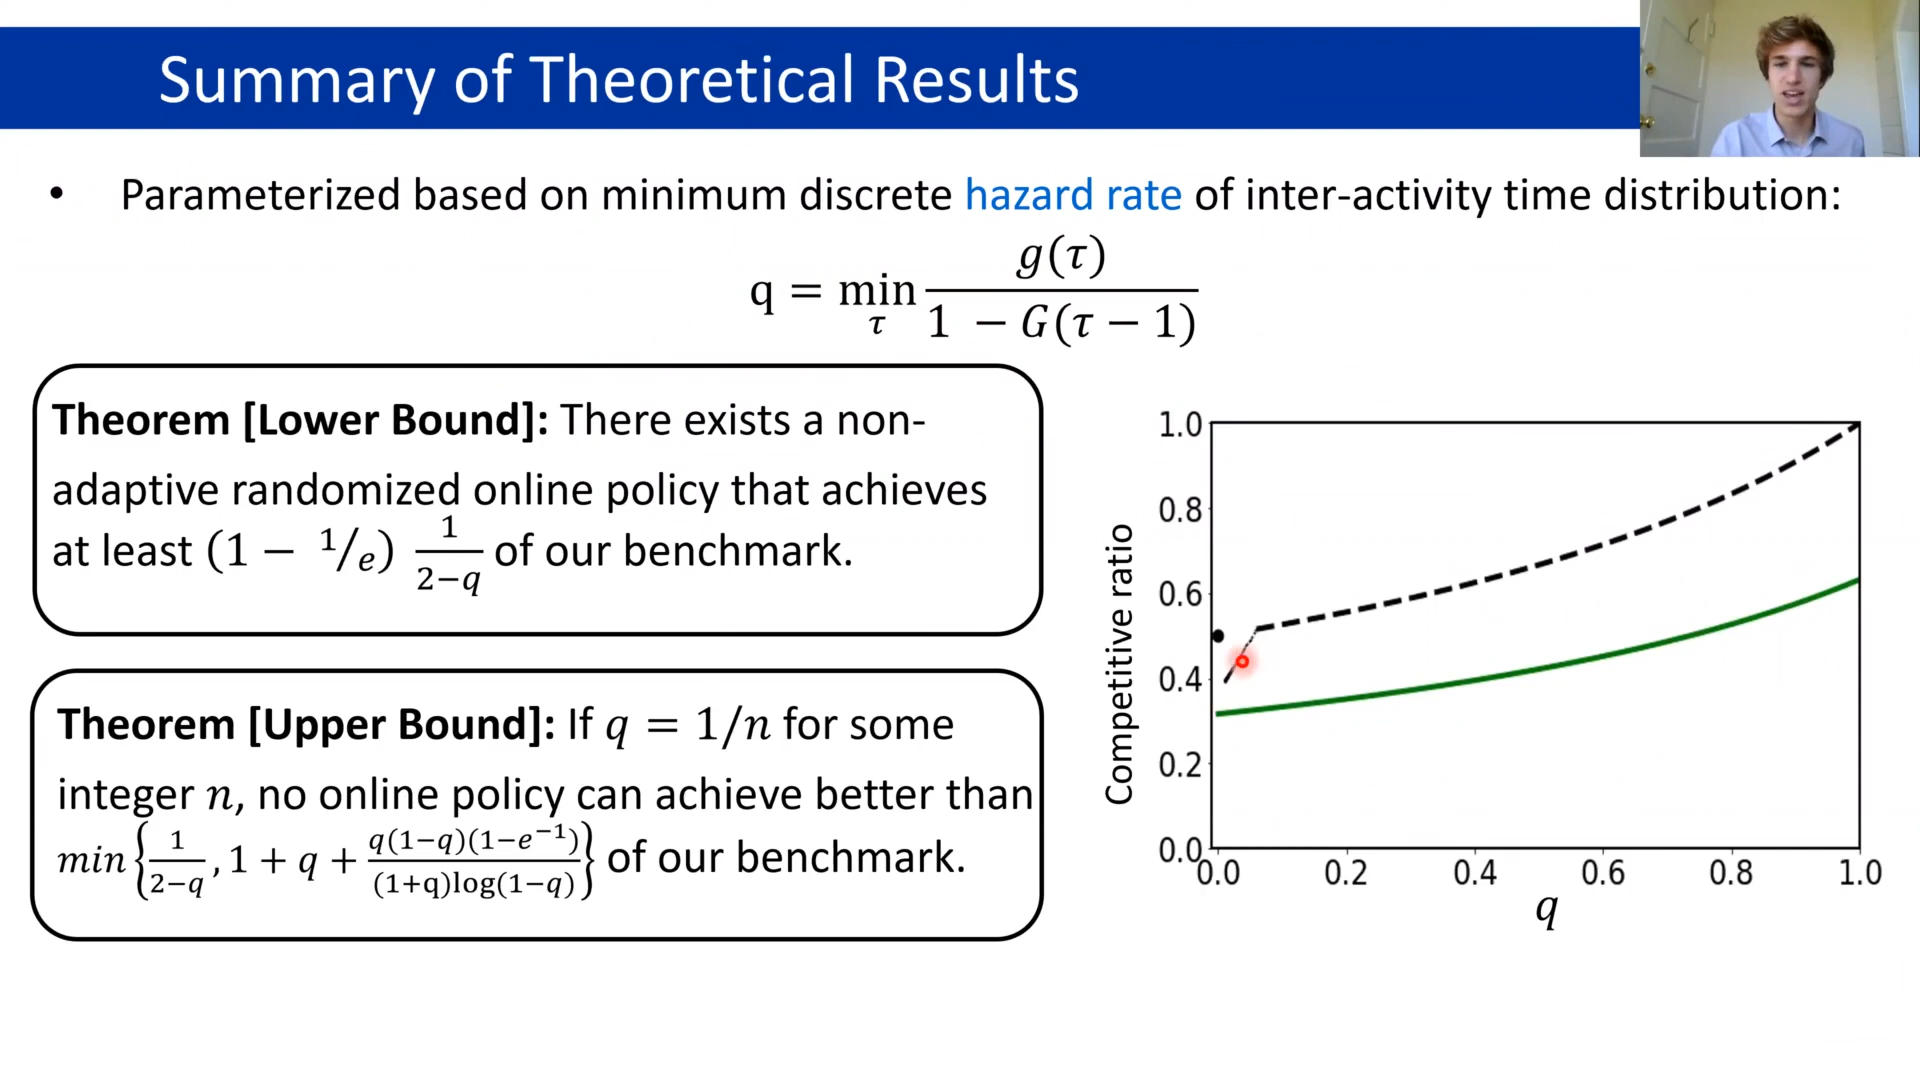 Summary of Theoretical Results
• Parameterized based on minimum discrete hazard rate of inter-activity time distribution:
q = min_τ g(τ) / (1 − G(τ − 1))
Theorem [Lower Bound]: There exists a non-
adaptive randomized online policy that achieves
at least (1 − 1/e) 1/(2−q) of our benchmark.
Theorem [Upper Bound]: If q = 1/n for some
integer n, no online policy can achieve better than
min{1/(2−q), 1 + q + q(1−q)(1−e⁻¹)/((1+q)log(1−q))} of our benchmark.
Competitive ratio
1.0
0.8
0.6
0.4
0.2
0.0
0.0 0.2 0.4 0.6 0.8 1.0
q